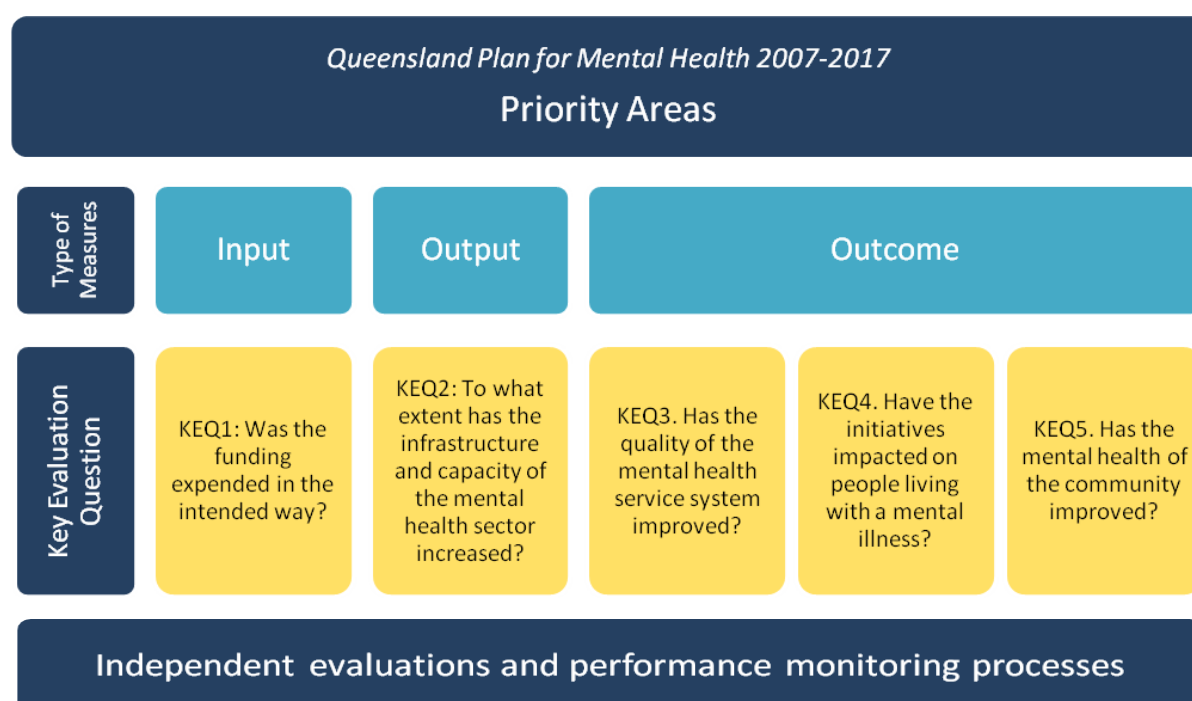 Queensland Plan for Mental Health 2007-2017
Priority Areas
Type of
Measures
Input
Output
Outcome
Key Evaluation
Question
KEQ1: Was the
funding
expended in the
intended way?
KEQ2: To what
extent has the
infrastructure
and capacity of
the mental
health sector
increased?
KEQ3. Has the
quality of the
mental health
service system
improved?
KEQ4. Have the
initiatives
impacted on
people living
with a mental
illness?
KEQ5. Has the
mental health of
the community
improved?
Independent evaluations and performance monitoring processes